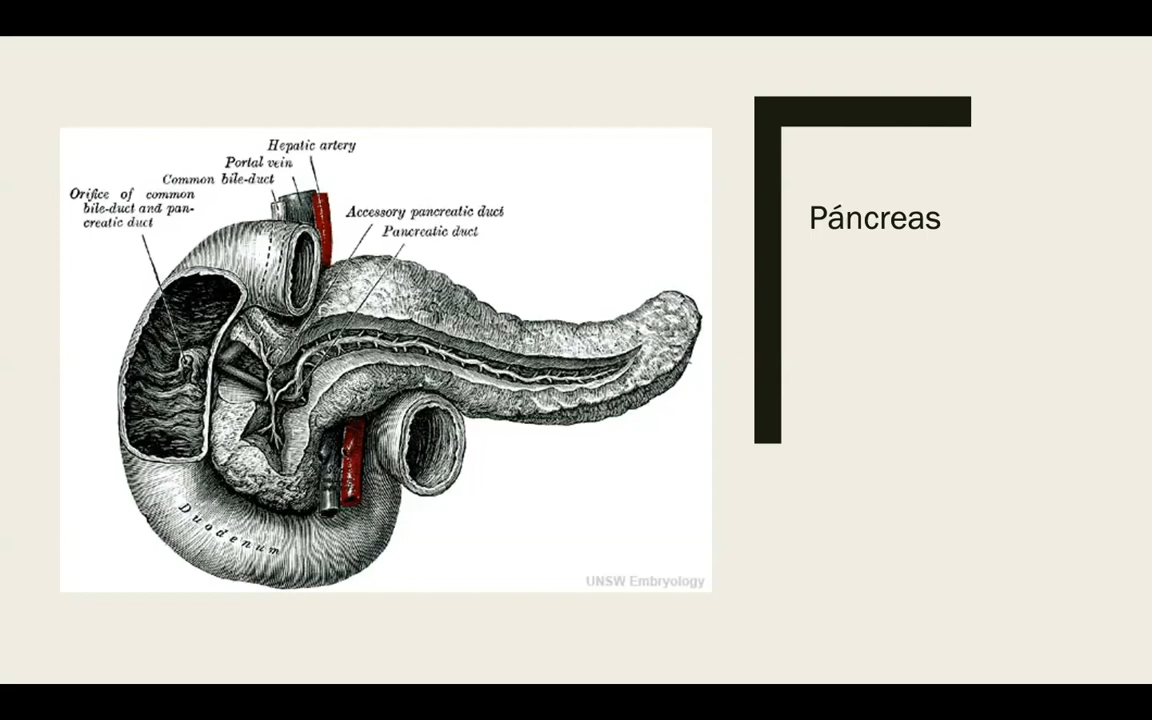 Hepatic artery
Portal vein
Common bile-duct
Orifice of common
bile-duct and pan-
creatic duct
Accessory pancreatic duct
Pancreatic duct
Duodenum
UNSW Embryology
Páncreas